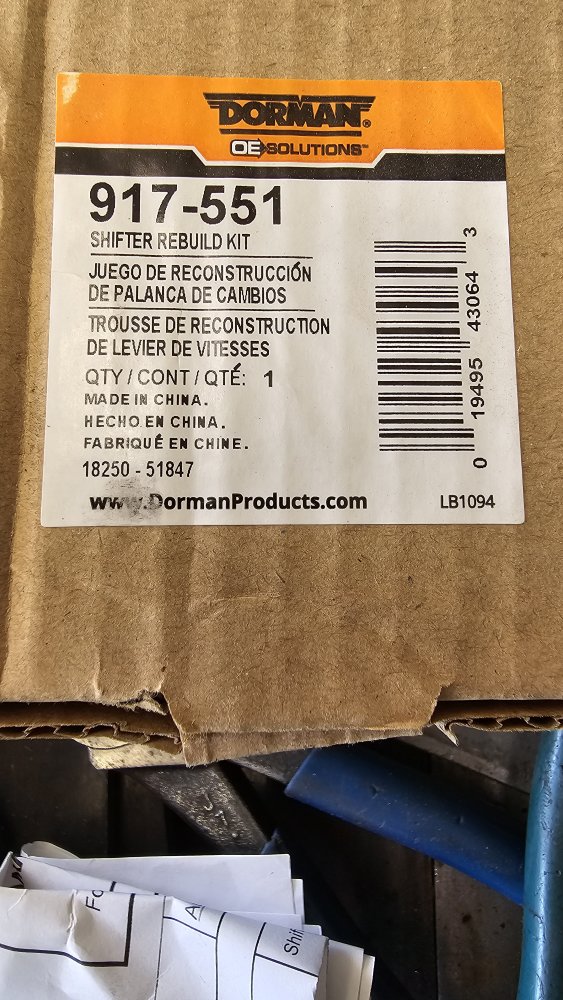 DORMAN®
OE SOLUTIONS™
917-551
SHIFTER REBUILD KIT
JUEGO DE RECONSTRUCCIÓN
DE PALANCA DE CAMBIOS
TROUSSE DE RECONSTRUCTION
DE LEVIER DE VITESSES
QTY / CONT / QTÉ: 1
MADE IN CHINA.
HECHO EN CHINA.
FABRIQUÉ EN CHINE.
18250 - 51847
www.DormanProducts.com
LB1094
0 19495 43064 3